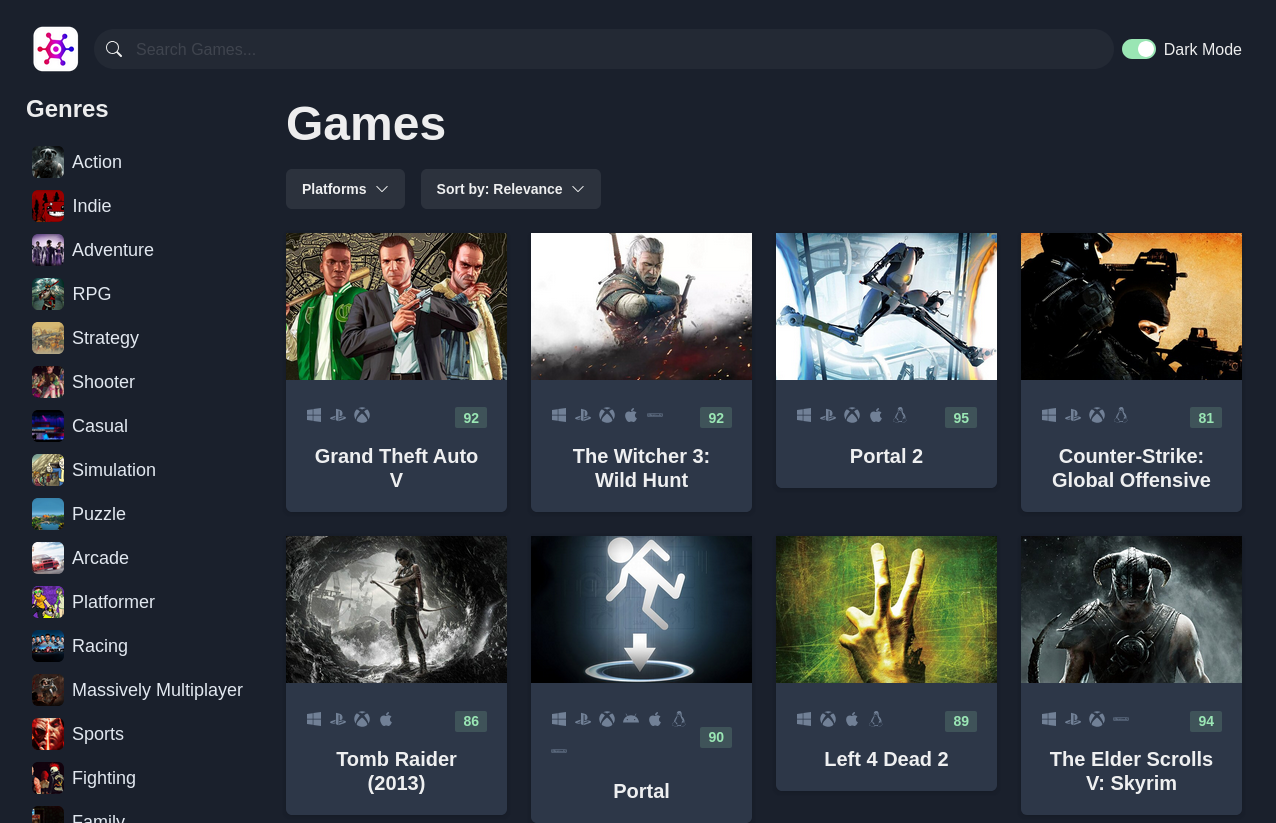 Search Games...
Dark Mode
Genres
Action
Indie
Adventure
RPG
Strategy
Shooter
Casual
Simulation
Puzzle
Arcade
Platformer
Racing
Massively Multiplayer
Sports
Fighting
Family
Games
Platforms
Sort by: Relevance
92
Grand Theft Auto
V
92
The Witcher 3:
Wild Hunt
95
Portal 2
81
Counter-Strike:
Global Offensive
86
Tomb Raider
(2013)
90
Portal
89
Left 4 Dead 2
94
The Elder Scrolls
V: Skyrim